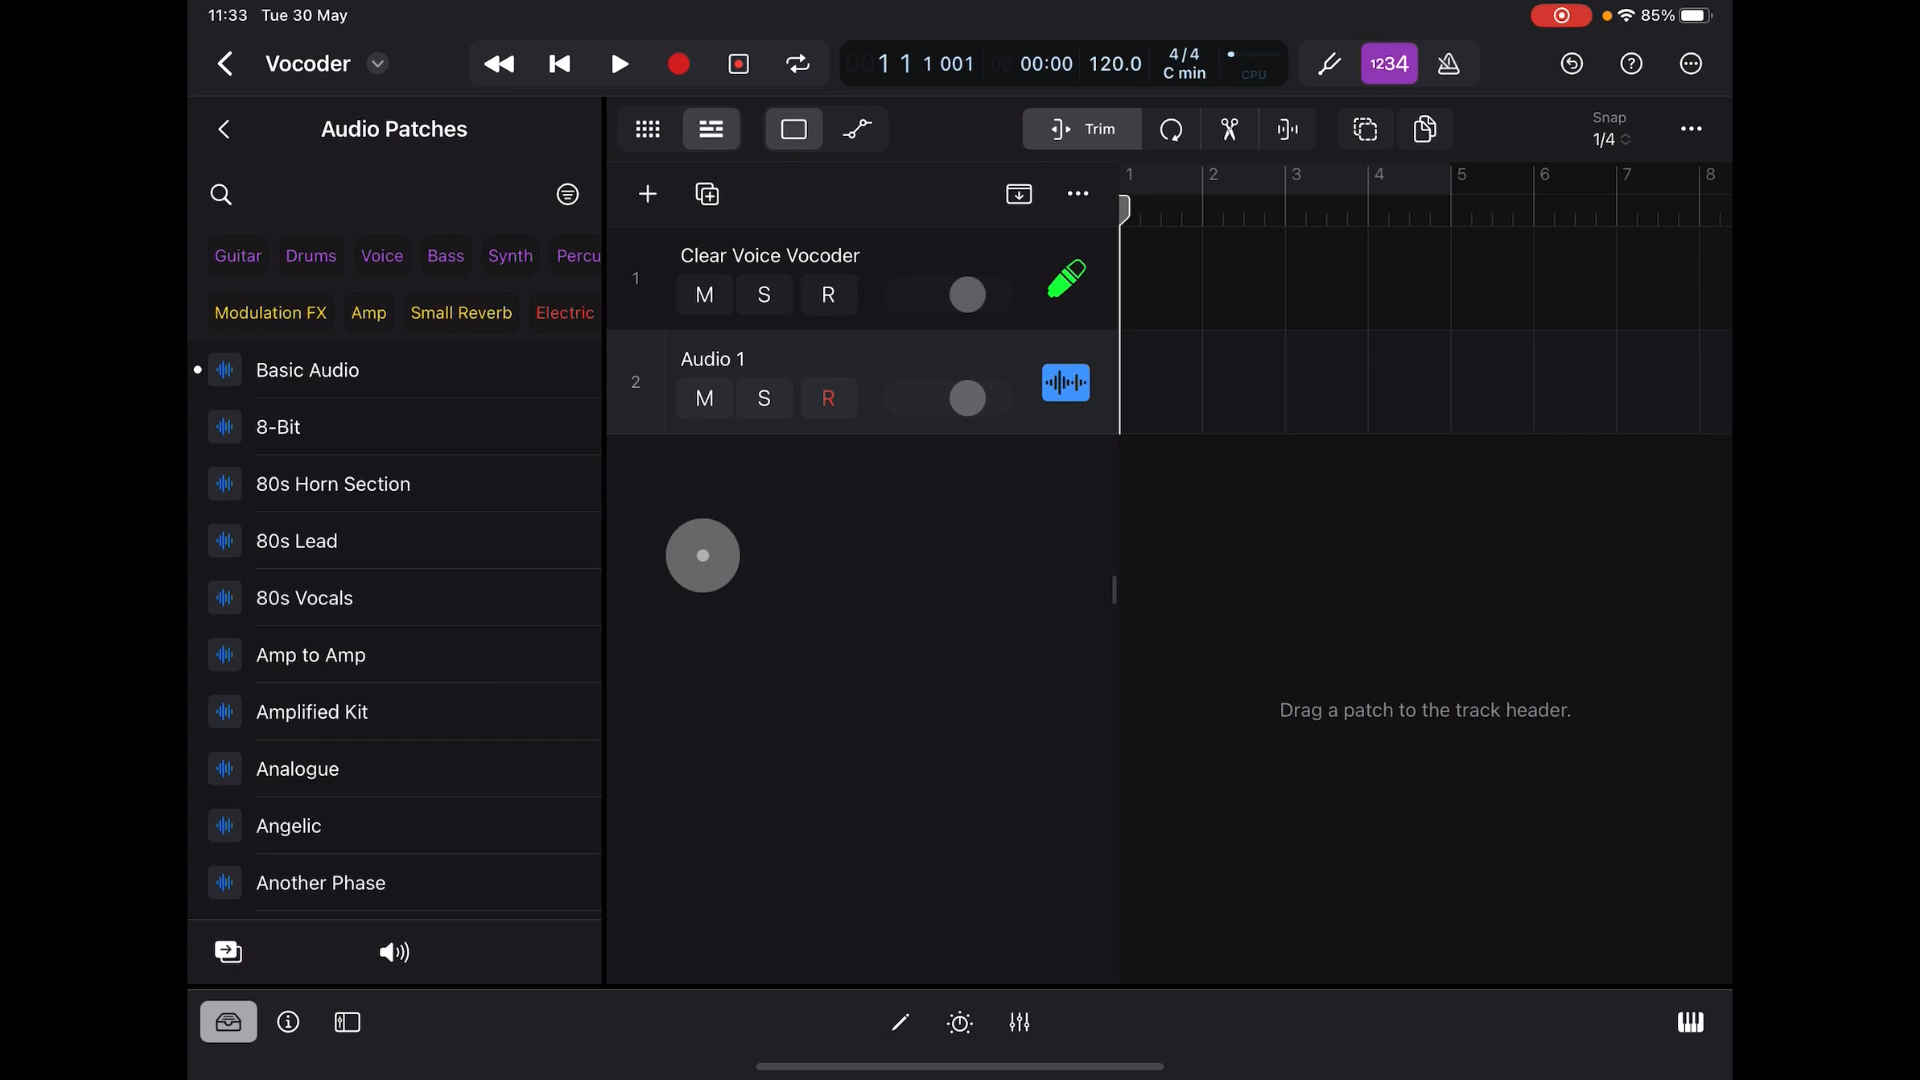 11:33 Tue 30 May
85%
Vocoder
1 1 1 001
00:00
120.0
4/4
C min
CPU
1234
Audio Patches
Trim
Snap
1/4
Guitar Drums Voice Bass Synth Percu
Modulation FX Amp Small Reverb Electric
Basic Audio
8-Bit
80s Horn Section
80s Lead
80s Vocals
Amp to Amp
Amplified Kit
Analogue
Angelic
Another Phase
1 2 3 4 5 6 7 8
1
Clear Voice Vocoder
M S R
2
Audio 1
M S R
Drag a patch to the track header.